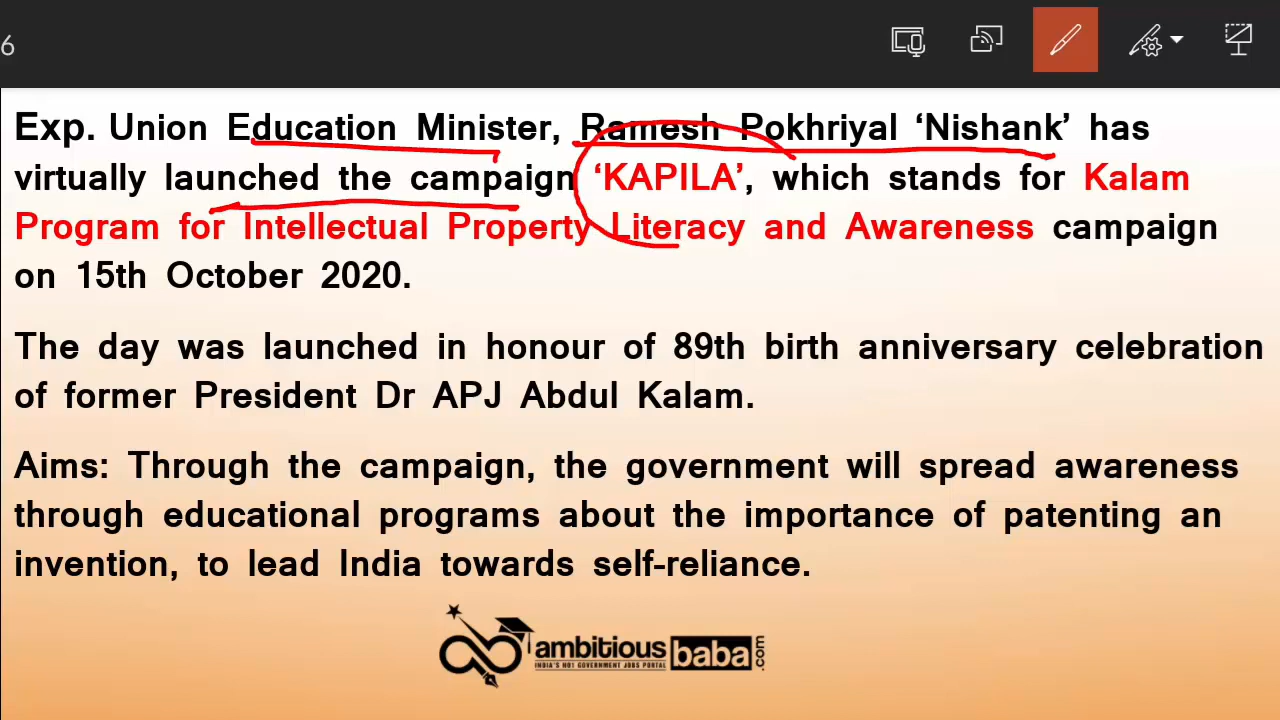 6
Exp. Union Education Minister, Ramesh Pokhriyal ‘Nishank’ has
virtually launched the campaign ‘KAPILA’, which stands for Kalam
Program for Intellectual Property Literacy and Awareness campaign
on 15th October 2020.
The day was launched in honour of 89th birth anniversary celebration
of former President Dr APJ Abdul Kalam.
Aims: Through the campaign, the government will spread awareness
through educational programs about the importance of patenting an
invention, to lead India towards self-reliance.
ambitiousbaba.com
INDIA'S NO1 GOVERNMENT JOBS PORTAL